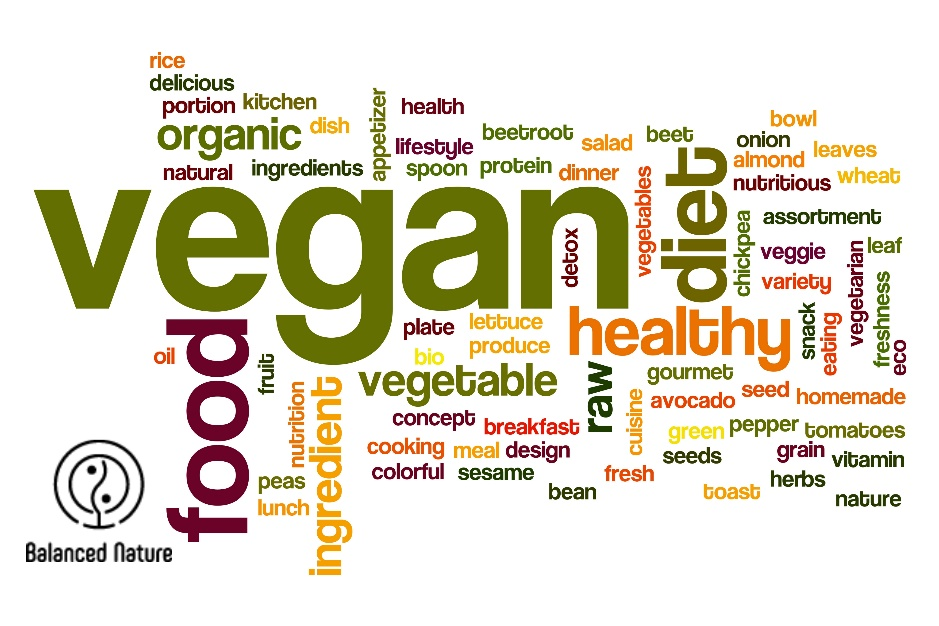 rice
delicious
portion
kitchen
appetizer
health
organic
dish
lifestyle
beetroot
salad
beet
bowl
onion
leaves
natural
ingredients
spoon
protein
dinner
vegetables
diet
almond
nutritious
wheat
vegan
detox
chickpea
assortment
veggie
vegetarian
leaf
variety
freshness
food
plate
lettuce
healthy
snack
eating
eco
oil
fruit
bio
produce
vegetable
raw
gourmet
nutrition
ingredient
concept
breakfast
cuisine
avocado
seed
homemade
green
pepper
tomatoes
cooking
meal
design
seeds
grain
vitamin
colorful
sesame
fresh
herbs
peas
lunch
bean
toast
nature
Balanced Nature